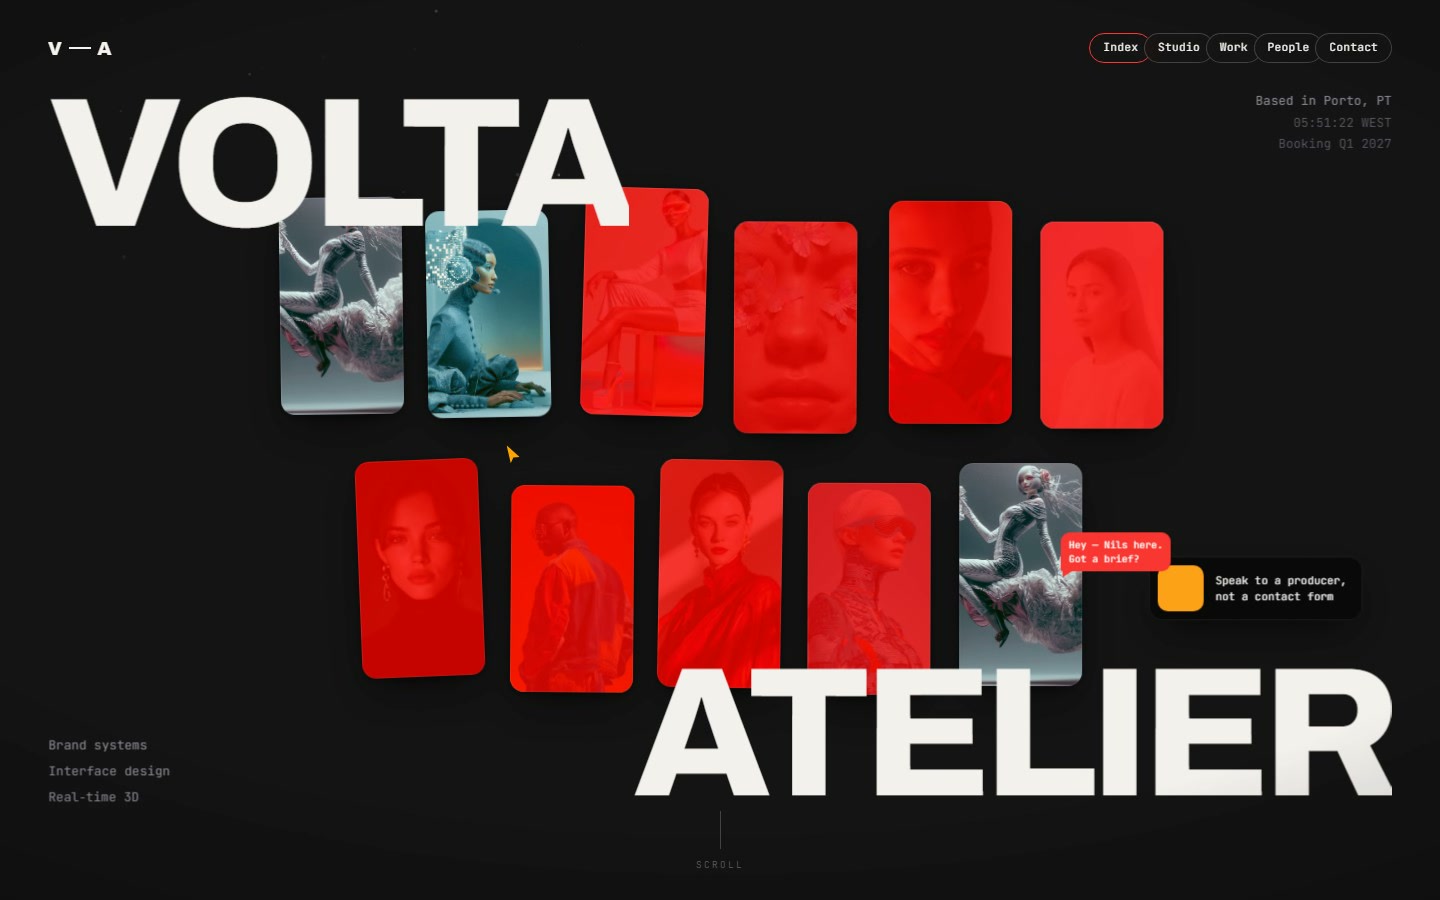 V — A
Index
Studio
Work
People
Contact
VOLTA
Based in Porto, PT
05:51:22 WEST
Booking Q1 2027
Hey — Nils here.
Got a brief?
Speak to a producer,
not a contact form
ATELIER
Brand systems
Interface design
Real-time 3D
SCROLL